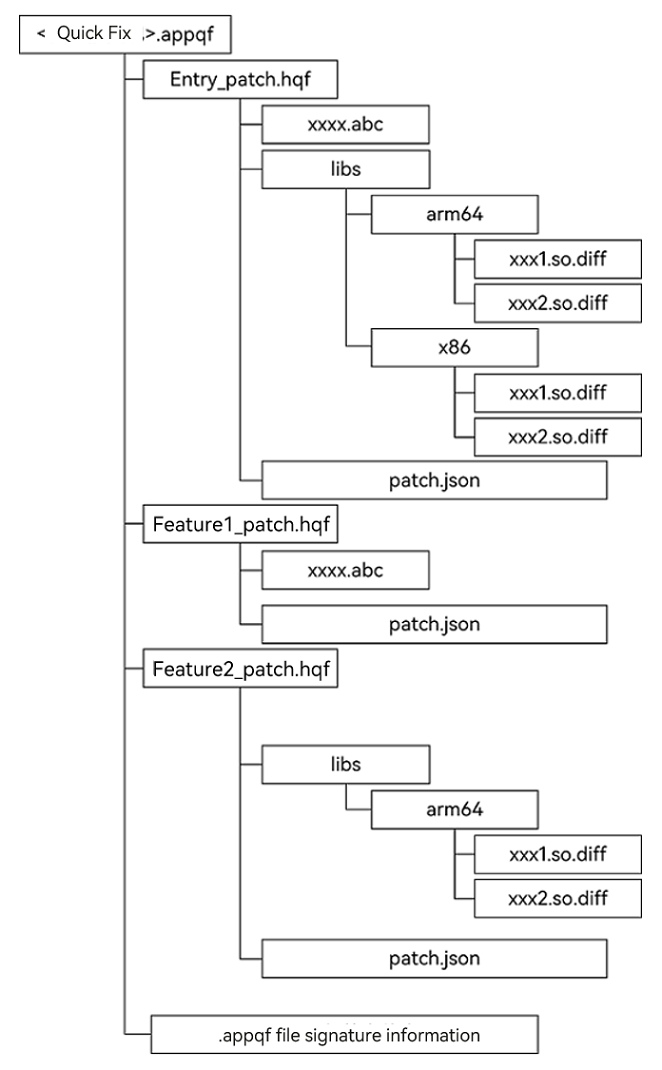 < Quick Fix ,>.appqf
Entry_patch.hqf
xxxx.abc
libs
arm64
xxx1.so.diff
xxx2.so.diff
x86
xxx1.so.diff
xxx2.so.diff
patch.json
Feature1_patch.hqf
xxxx.abc
patch.json
Feature2_patch.hqf
libs
arm64
xxx1.so.diff
xxx2.so.diff
patch.json
.appqf file signature information